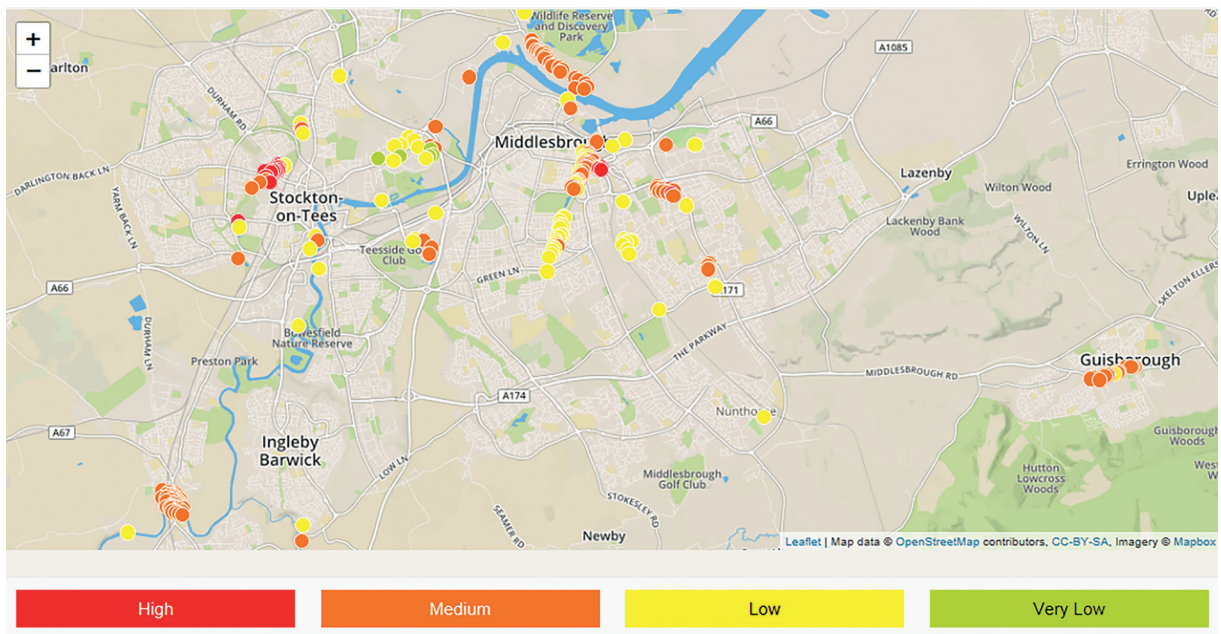 Wildlife Reserve
and Discovery
Park
+
−
arlton
A1085
DURHAM RD
A66
Middlesbrough
Errington Wood
DARLINGTON BACK LN
Lazenby
Wilton Wood
YARM BACK LN
Stockton-
on-Tees
Uple
Lackenby Bank
Wood
WILTON LN
Teesside Go
Club
GREEN LN
SKELTON ELLERS
A66
171
DURHAM LN
Bowesfield
Nature Reserve
THE PARKWAY
Preston Park
Guisborough
MIDDLESBROUGH RD
A174
Nunthorpe
A67
Ingleby
Barwick
Guisborough
Woods
LOW LN
Middlesbrough
Golf Club
Hutton
Lowcross
Woods
West
W
STOKESLEY RD
SEAMER RD
Newby
Leaflet | Map data © OpenStreetMap contributors, CC-BY-SA, Imagery © Mapbox
High
Medium
Low
Very Low